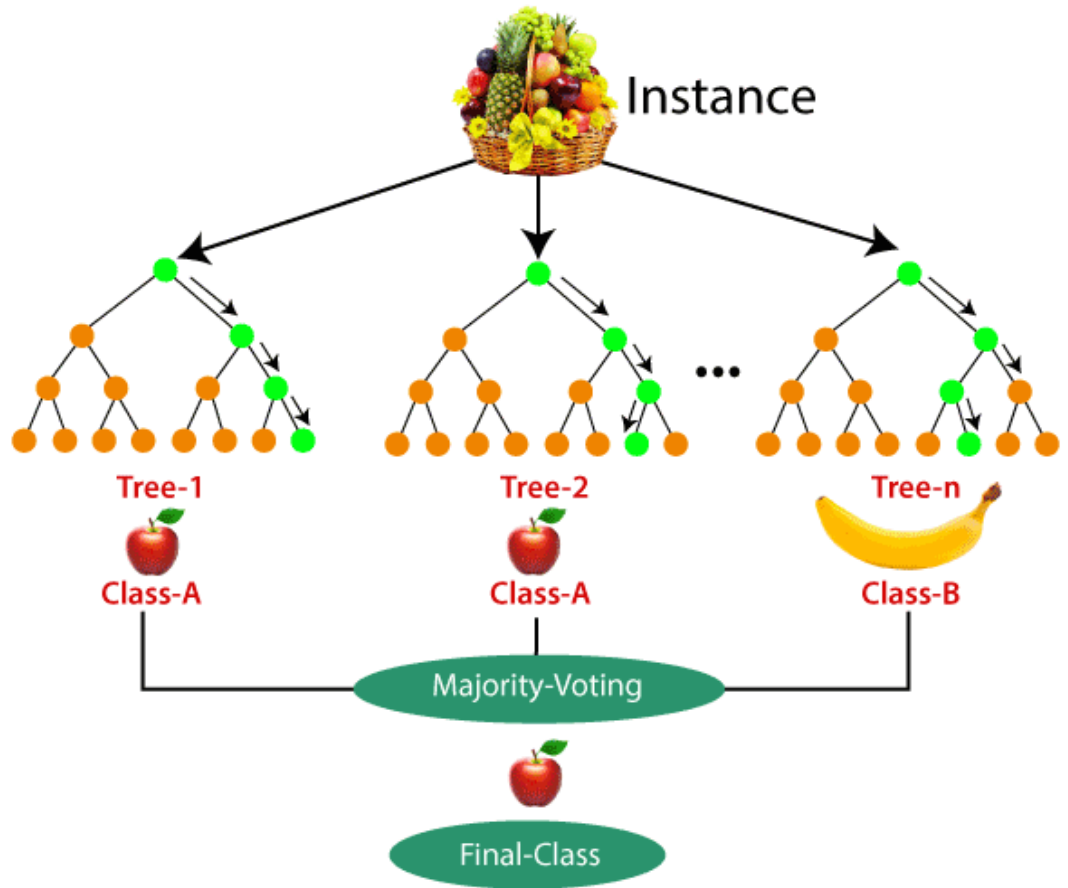 Instance
Tree-1
Tree-2
Tree-n
Class-A
Class-A
Class-B
Majority-Voting
Final-Class